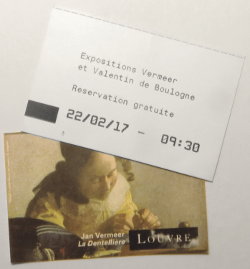 Expositions Vermeer
et Valentin de Boulogne
Reservation gratuite
22/02/17 - 09:30
Jan Vermeer
La Dentellière
LOUVRE